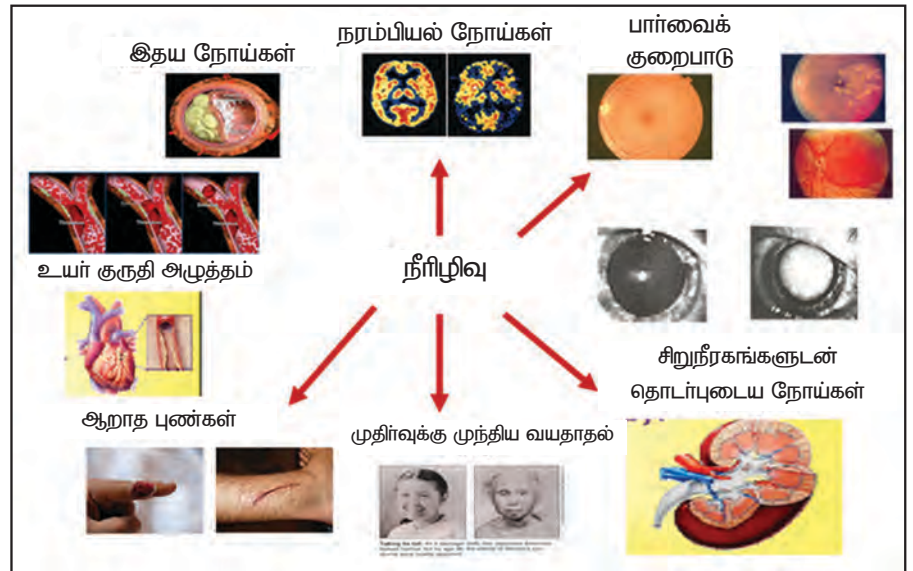 இதய நோய்கள்
நரம்பியல் நோய்கள்
பார்வைக்
குறைபாடு
உயர் குருதி அழுத்தம்
நீரிழிவு
சிறுநீரகங்களுடன்
தொடர்புடைய நோய்கள்
ஆறாத புண்கள்
முதிர்வுக்கு முந்திய வயதாதல்